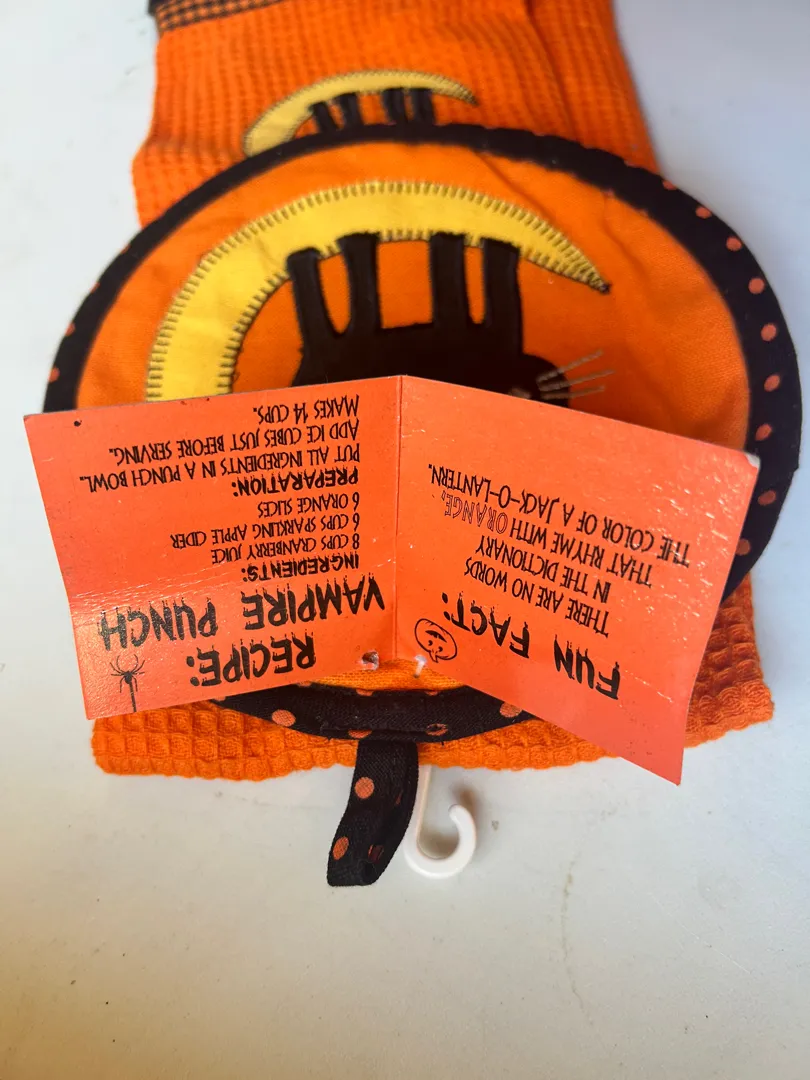 FUN FACT:
THERE ARE NO WORDS
IN THE DICTIONARY
THAT RHYME WITH ORANGE,
THE COLOR OF A JACK-O-LANTERN.
RECIPE:
VAMPIRE PUNCH
INGREDIENTS:
8 CUPS CRANBERRY JUICE
6 CUPS SPARKLING APPLE CIDER
6 ORANGE SLICES
PREPARATION:
PUT ALL INGREDIENTS IN A PUNCH BOWL.
ADD ICE CUBES JUST BEFORE SERVING.
MAKES 14 CUPS.